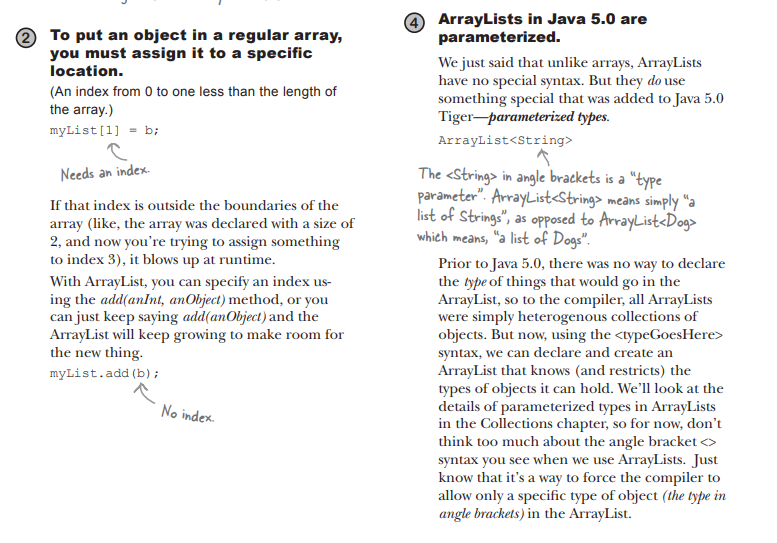 2
To put an object in a regular array,
you must assign it to a specific
location.
(An index from 0 to one less than the length of
the array.)
myList[1] = b;
Needs an index.
If that index is outside the boundaries of the
array (like, the array was declared with a size of
2, and now you're trying to assign something
to index 3), it blows up at runtime.
With ArrayList, you can specify an index us-
ing the add(anInt, anObject) method, or you
can just keep saying add(anObject) and the
ArrayList will keep growing to make room for
the new thing.
myList.add(b);
No index.
4
ArrayLists in Java 5.0 are
parameterized.
We just said that unlike arrays, ArrayLists
have no special syntax. But they do use
something special that was added to Java 5.0
Tiger—parameterized types.
ArrayList<String>
The <String> in angle brackets is a "type
parameter". ArrayList<String> means simply "a
list of Strings", as opposed to ArrayList<Dog>
which means, "a list of Dogs".
Prior to Java 5.0, there was no way to declare
the type of things that would go in the
ArrayList, so to the compiler, all ArrayLists
were simply heterogenous collections of
objects. But now, using the <typeGoesHere>
syntax, we can declare and create an
ArrayList that knows (and restricts) the
types of objects it can hold. We'll look at the
details of parameterized types in ArrayLists
in the Collections chapter, so for now, don't
think too much about the angle bracket <>
syntax you see when we use ArrayLists.  Just
know that it's a way to force the compiler to
allow only a specific type of object (the type in
angle brackets) in the ArrayList.